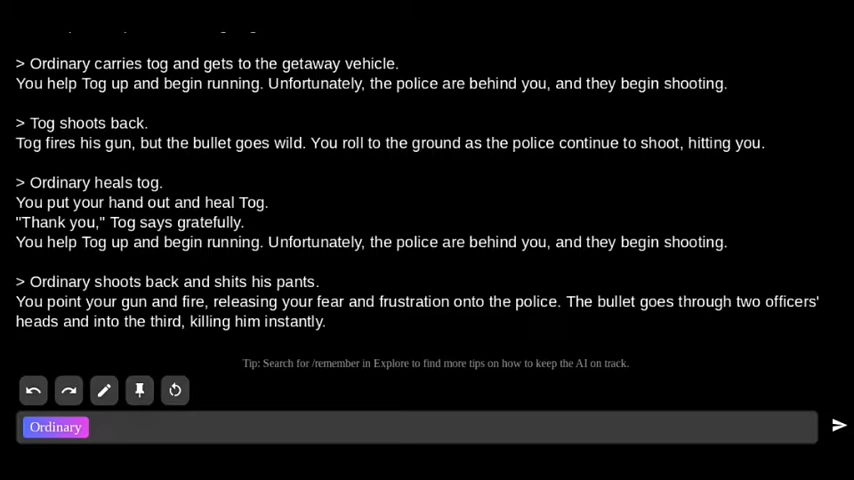 > Ordinary carries tog and gets to the getaway vehicle.
You help Tog up and begin running. Unfortunately, the police are behind you, and they begin shooting.
> Tog shoots back.
Tog fires his gun, but the bullet goes wild. You roll to the ground as the police continue to shoot, hitting you.
> Ordinary heals tog.
You put your hand out and heal Tog.
"Thank you," Tog says gratefully.
You help Tog up and begin running. Unfortunately, the police are behind you, and they begin shooting.
> Ordinary shoots back and shits his pants.
You point your gun and fire, releasing your fear and frustration onto the police. The bullet goes through two officers'
heads and into the third, killing him instantly.
Tip: Search for /remember in Explore to find more tips on how to keep the AI on track.
Ordinary